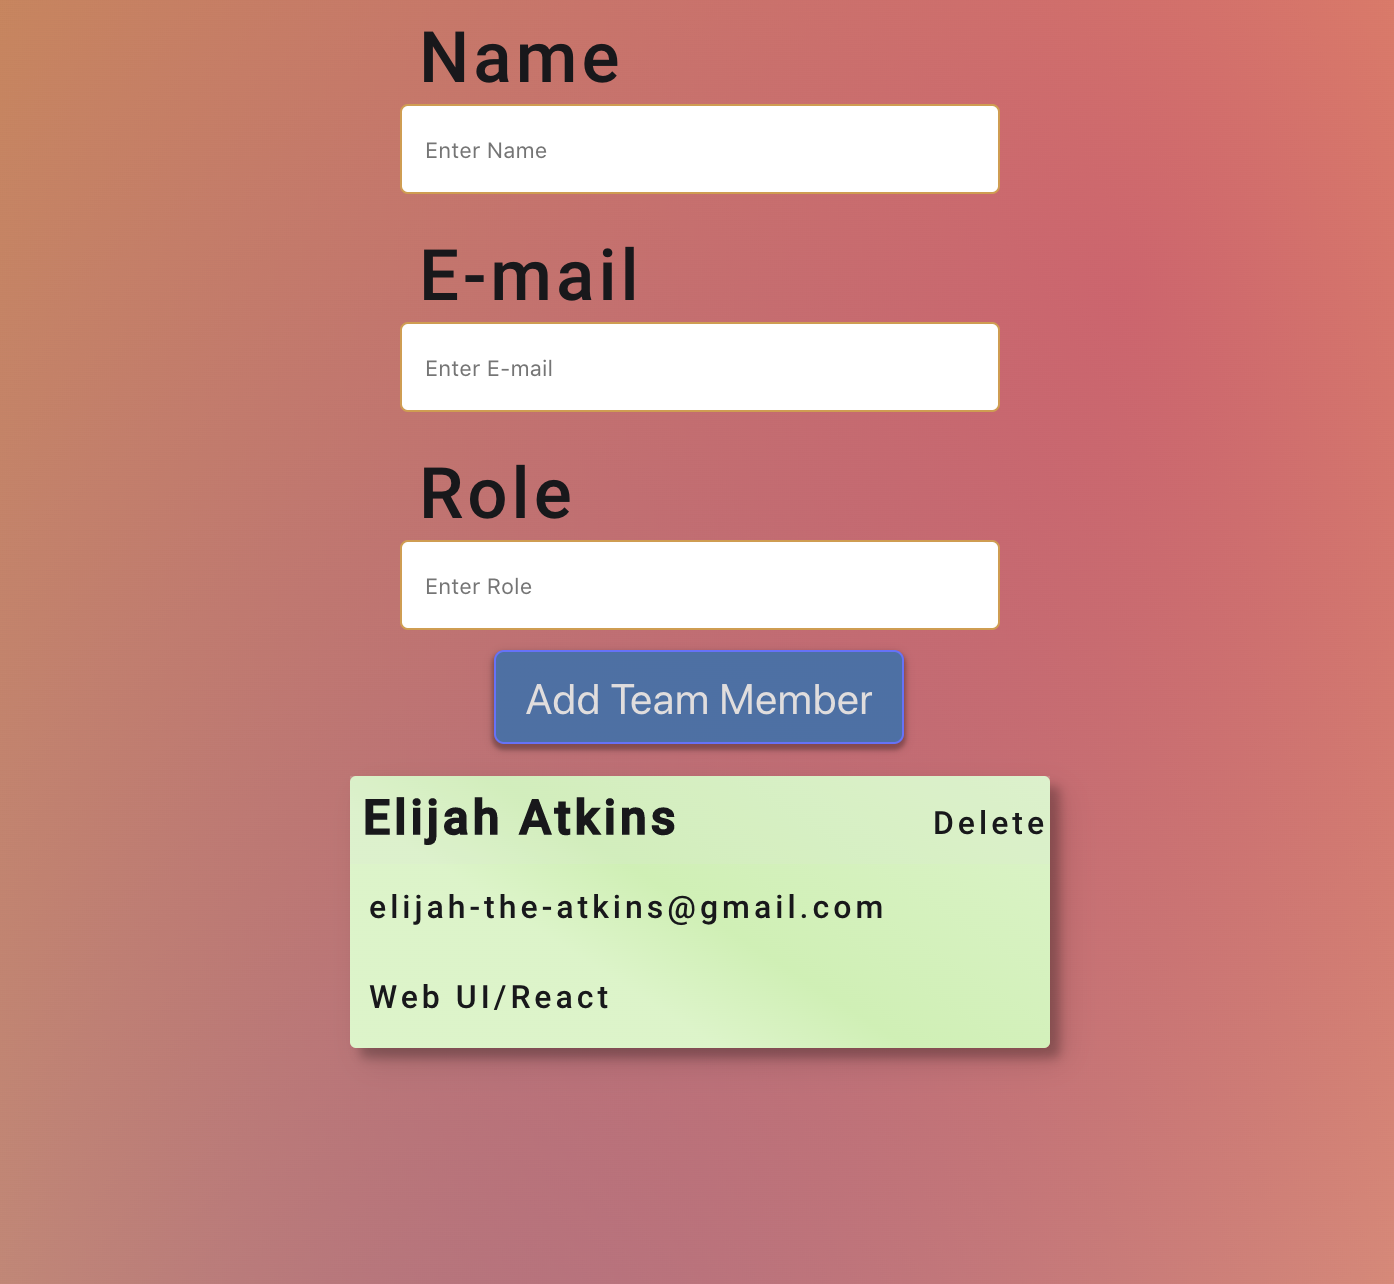 Name
Enter Name
E-mail
Enter E-mail
Role
Enter Role
Add Team Member
Elijah Atkins
Delete
elijah-the-atkins@gmail.com
Web UI/React